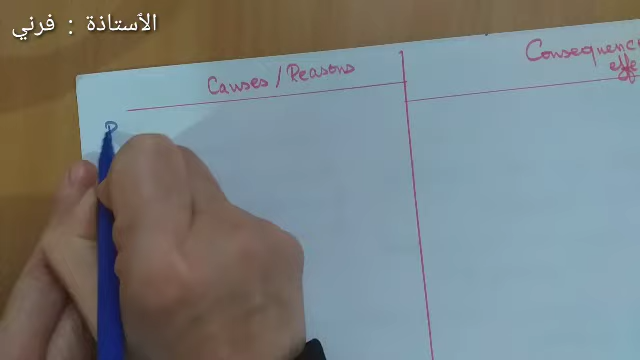 الأستاذة : فرني
Causes / Reasons
Consequenc
effe